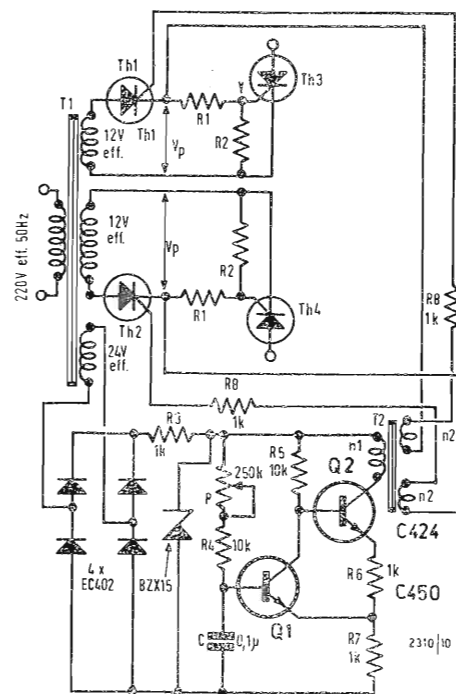 Th1
Th3
T1
Th1
R1
Y
12V
eff.
Vp
R2
220V eff. 50Hz
12V
eff.
Vp
R2
R1
Th2
Th4
R8
1k
24V
eff.
R8
1k
T2
R3
1k
n1
n2
R5
10k
250k
P
Q2
n2
C424
R4
10k
4 x
EC402
BZX15
R6
1k
C450
C
0,1µ
Q1
R7
1k
2310/10